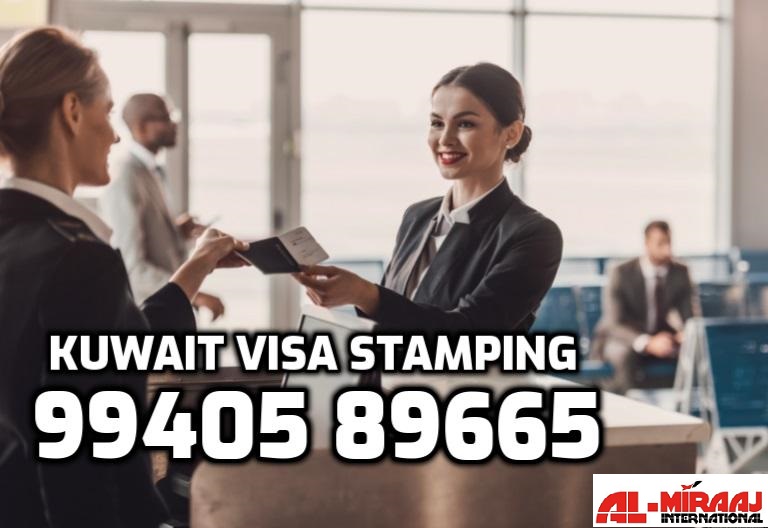 KUWAIT VISA STAMPING
99405 89665
AL-MIRAAJ
INTERNATIONAL